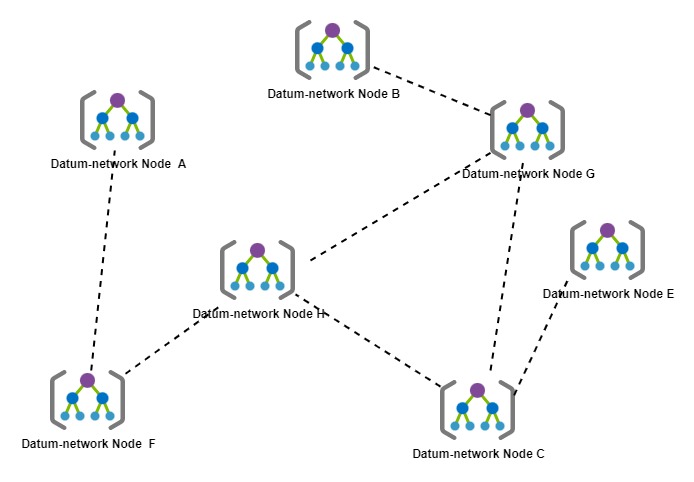 Datum-network Node B
Datum-network Node  A
Datum-network Node G
Datum-network Node E
Datum-network Node H
Datum-network Node  F
Datum-network Node C